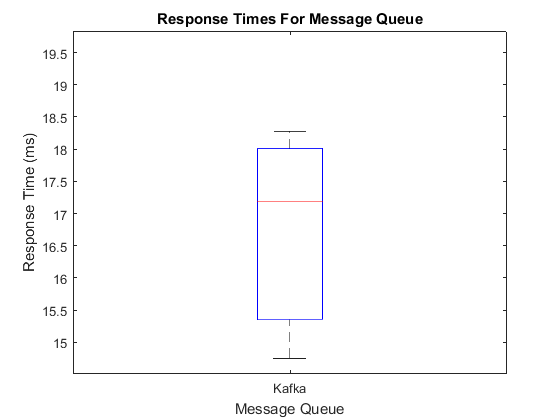 Response Times For Message Queue
19.5
19
18.5
18
17.5
17
16.5
16
15.5
15
Response Time (ms)
Kafka
Message Queue